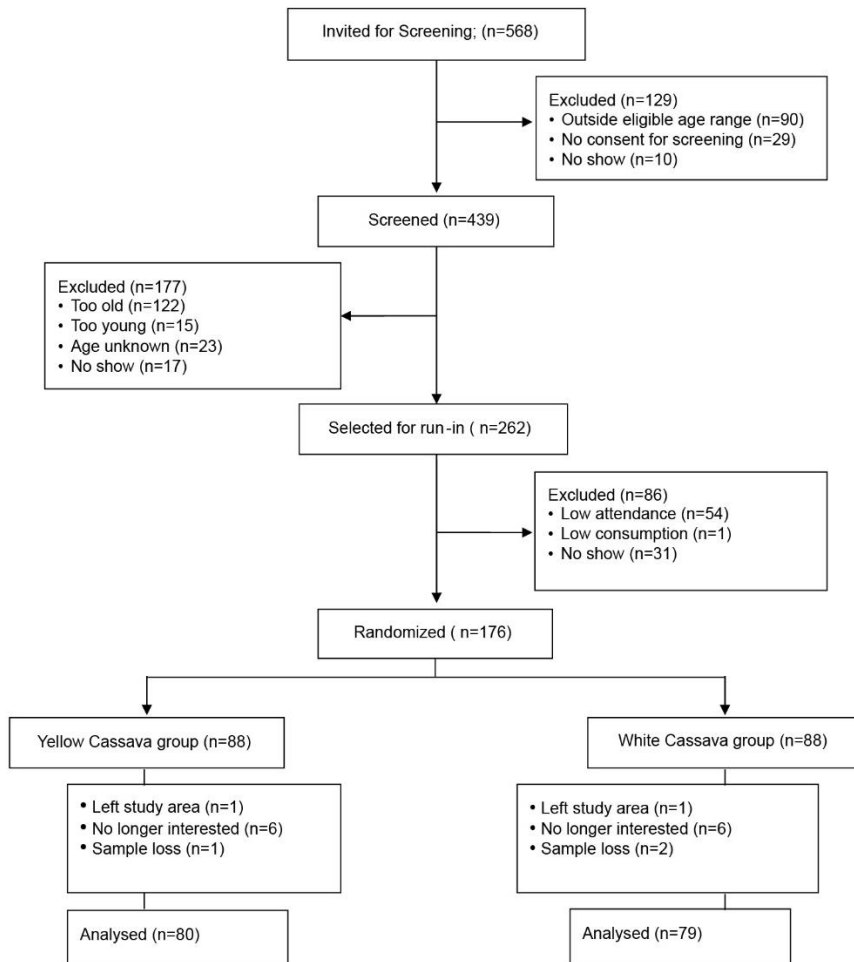 Invited for Screening; (n=568)
Excluded (n=129)
• Outside eligible age range (n=90)
• No consent for screening (n=29)
• No show (n=10)
Screened (n=439)
Excluded (n=177)
• Too old (n=122)
• Too young (n=15)
• Age unknown (n=23)
• No show (n=17)
Selected for run-in ( n=262)
Excluded (n=86)
• Low attendance (n=54)
• Low consumption (n=1)
• No show (n=31)
Randomized ( n=176)
Yellow Cassava group (n=88)
White Cassava group (n=88)
• Left study area (n=1)
• No longer interested (n=6)
• Sample loss (n=1)
• Left study area (n=1)
• No longer interested (n=6)
• Sample loss (n=2)
Analysed (n=80)
Analysed (n=79)